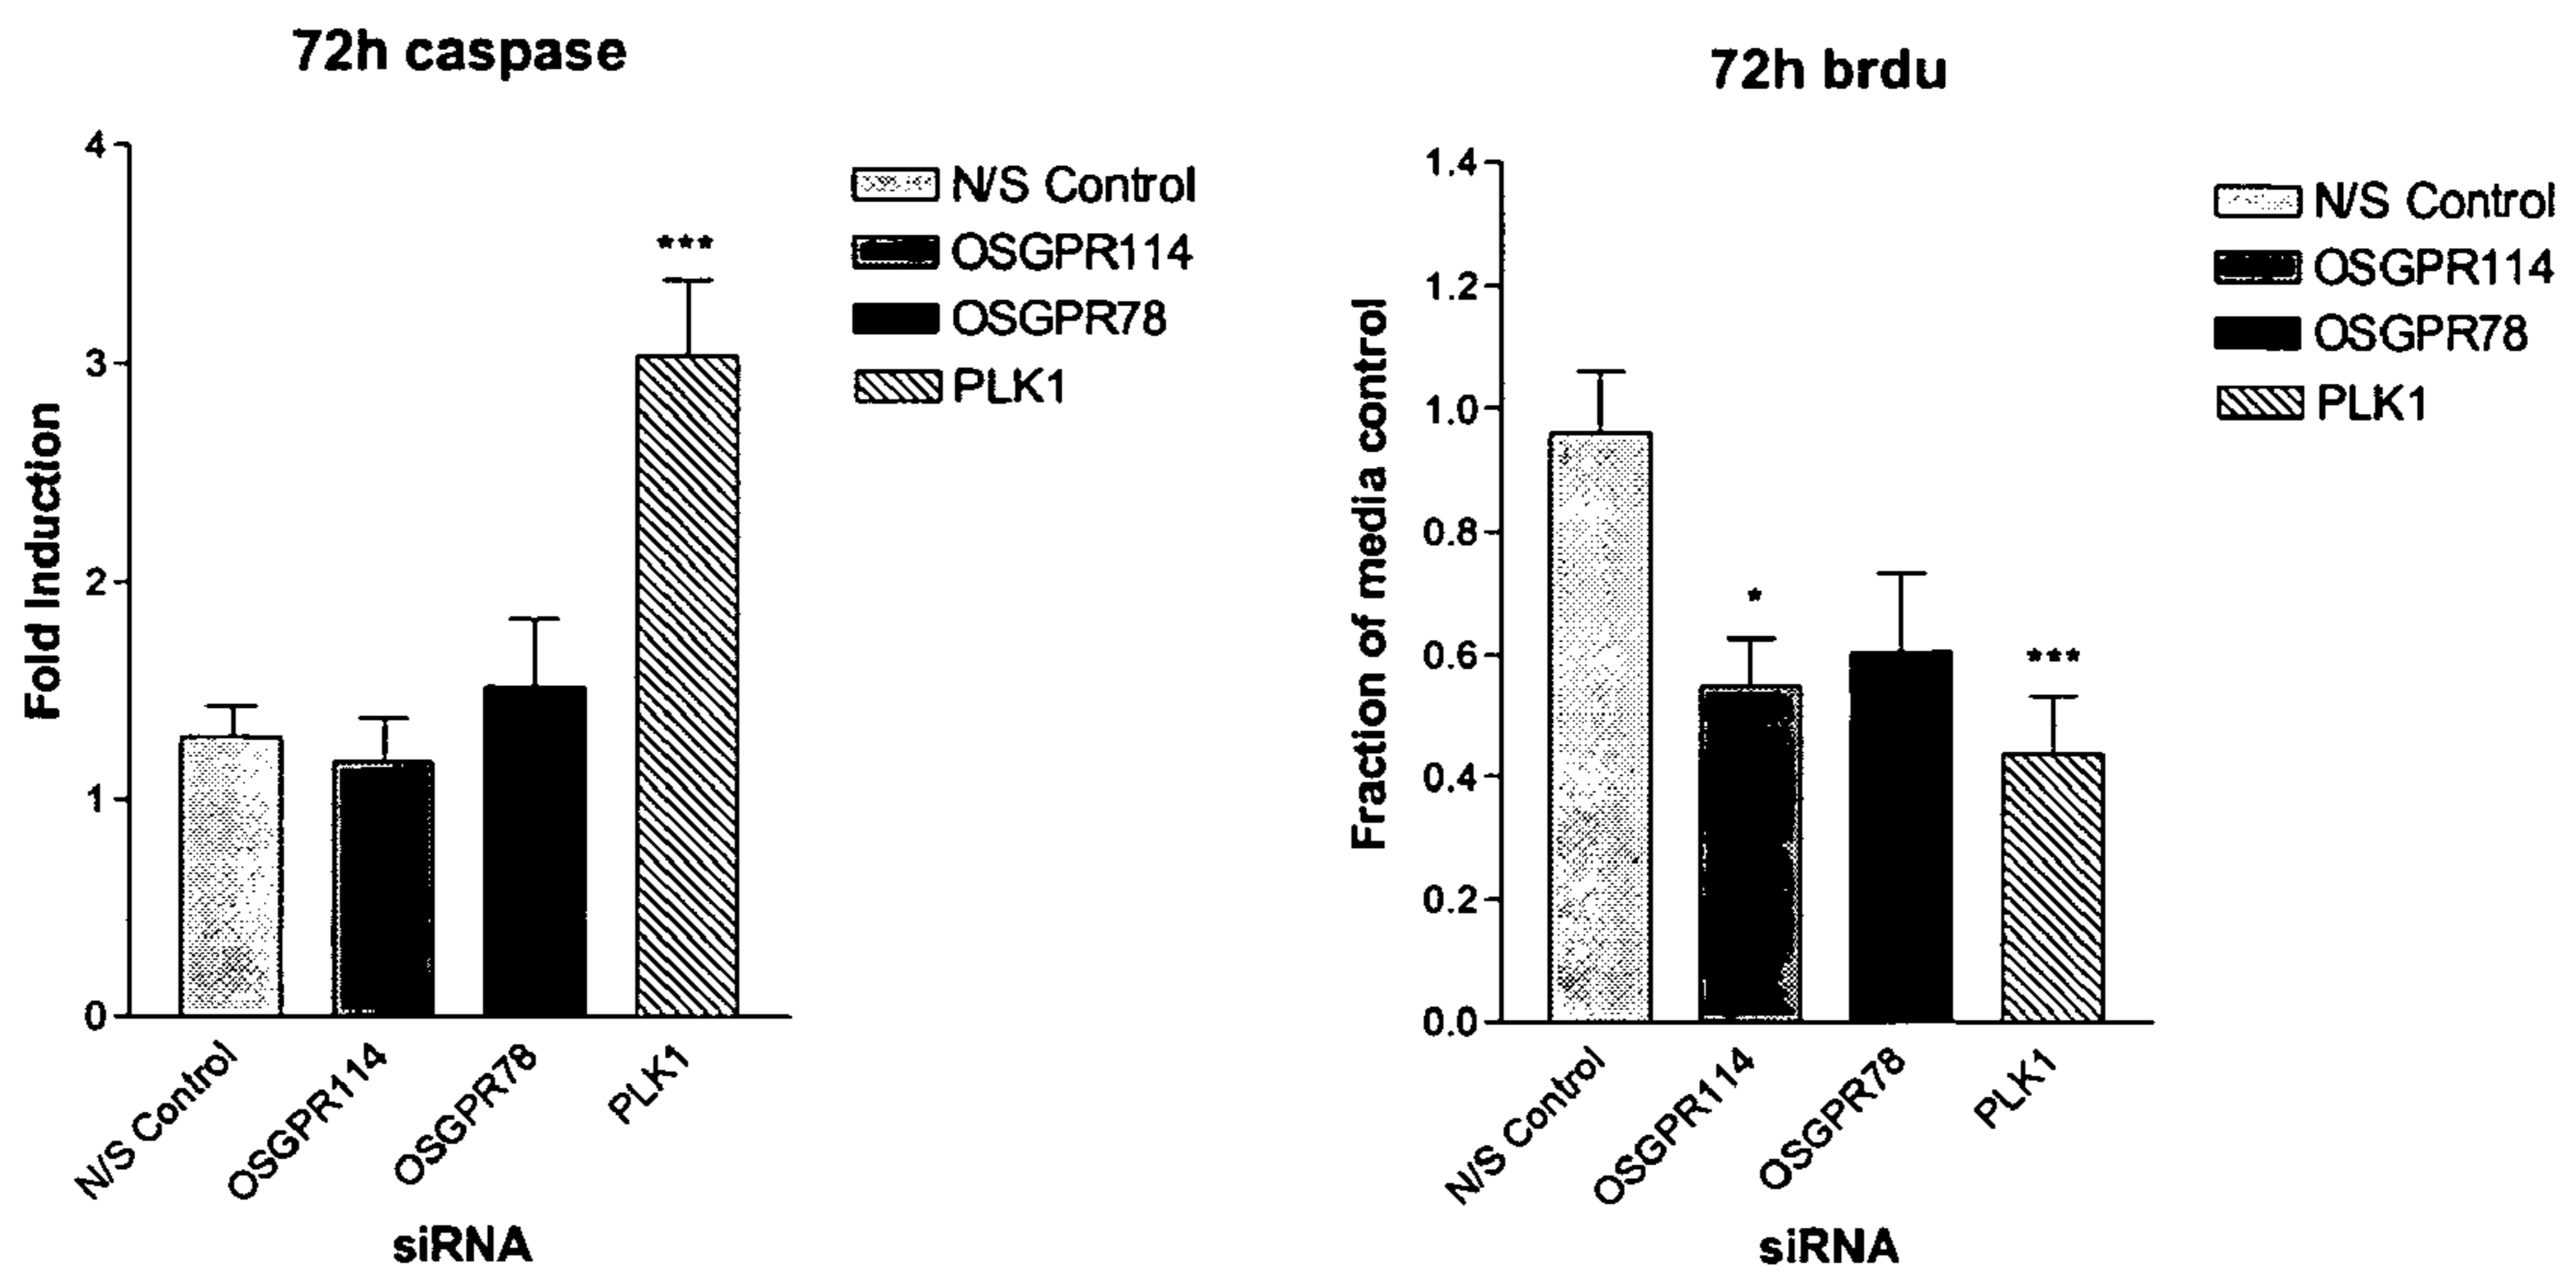 72h caspase
Fold Induction
4
3
2
1
0
***
N/S Control
OSGPR114
OSGPR78
PLK1
N/S Control
OSGPR114
OSGPR78
PLK1
siRNA
72h brdu
Fraction of media control
1.4
1.2
1.0
0.8
0.6
0.4
0.2
0.0
*
***
N/S Control
OSGPR114
OSGPR78
PLK1
N/S Control
OSGPR114
OSGPR78
PLK1
siRNA